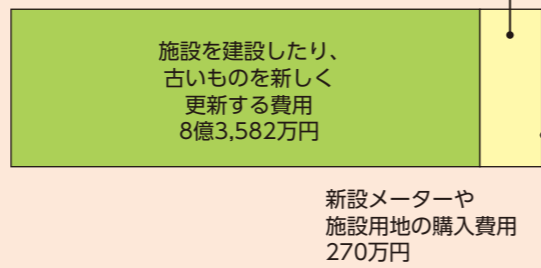 施設を建設したり、
古いものを新しく
更新する費用
8億3,582万円
新設メーターや
施設用地の購入費用
270万円